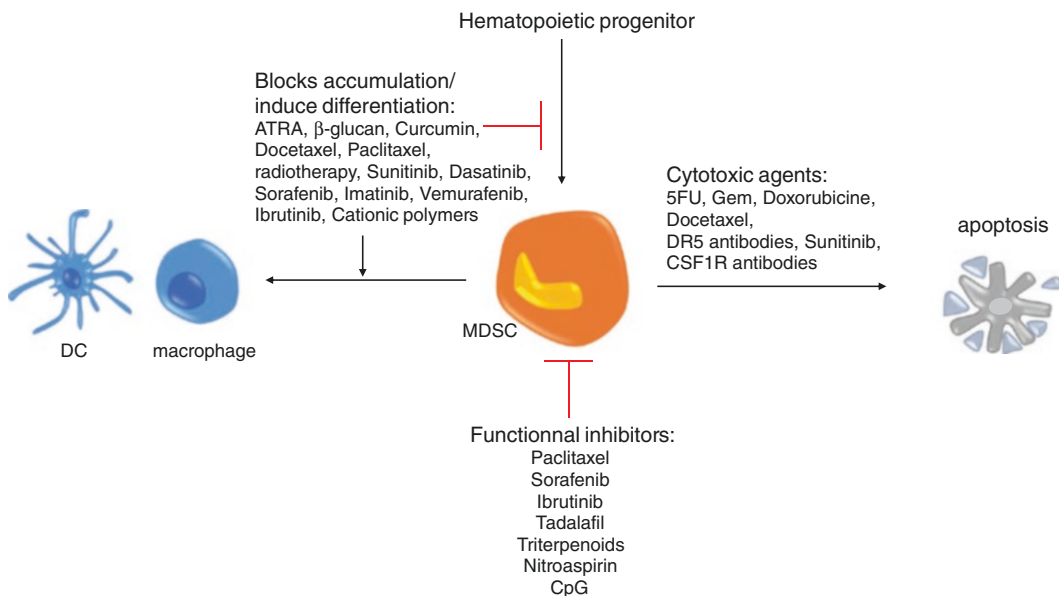 Hematopoietic progenitor
Blocks accumulation/
induce differentiation:
ATRA, β-glucan, Curcumin,
Docetaxel, Paclitaxel,
radiotherapy, Sunitinib, Dasatinib,
Sorafenib, Imatinib, Vemurafenib,
Ibrutinib, Cationic polymers
Cytotoxic agents:
5FU, Gem, Doxorubicine,
Docetaxel,
DR5 antibodies, Sunitinib,
CSF1R antibodies
apoptosis
DC
macrophage
MDSC
Functionnal inhibitors:
Paclitaxel
Sorafenib
Ibrutinib
Tadalafil
Triterpenoids
Nitroaspirin
CpG